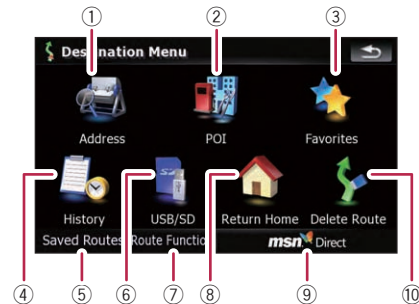 ① ② ③
Destination Menu
Address POI Favorites
History USB/SD Return Home Delete Route
Saved Routes Route Functio msn Direct
④ ⑤ ⑥ ⑦ ⑧ ⑨ ⑩